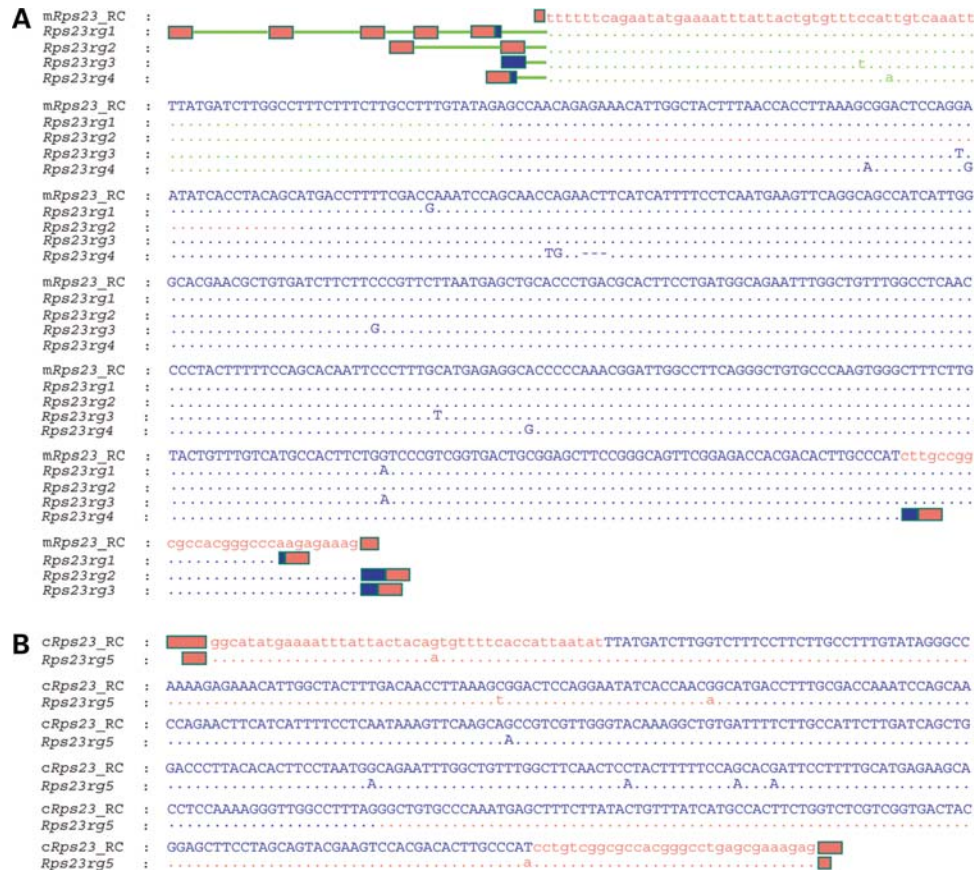 A
mRps23_RC : ttttttcagaatatgaaaatttattactgtgtttccattgtcaaatt
Rps23rg1 :
Rps23rg2 :
Rps23rg3 : t
Rps23rg4 : a
mRps23_RC : TTATGATCTTGGCCTTTCTTTCTTGCCTTTGTATAGAGCCAACAGAGAAACATTGGCTACTTTAACCACCTTAAAGCGGACTCCAGGA
Rps23rg1 :
Rps23rg2 :
Rps23rg3 : T
Rps23rg4 : A G
mRps23_RC : ATATCACCTACAGCATGACCTTTTCGACCAAATCCAGCAACCAGAACTTCATCATTTTCCTCAATGAAGTTCAGGCAGCCATCATTGG
Rps23rg1 : G
Rps23rg2 :
Rps23rg3 :
Rps23rg4 : TG ---
mRps23_RC : GCACGAACGCTGTGATCTTCTTCCCGTTCTTAATGAGCTGCACCCTGACGCACTTCCTGATGGCAGAATTTGGCTGTTTGGCCTCAAC
Rps23rg1 :
Rps23rg2 :
Rps23rg3 : G
Rps23rg4 :
mRps23_RC : CCCTACTTTTTCCAGCACAATTCCCTTTGCATGAGAGGCACCCCCAAACGGATTGGCCTTCAGGGCTGTGCCCAAGTGGGCTTTCTTG
Rps23rg1 :
Rps23rg2 :
Rps23rg3 : T
Rps23rg4 : G
mRps23_RC : TACTGTTTGTCATGCCACTTCTGGTCCCGTCGGTGACTGCGGAGCTTCCGGGCAGTTCGGAGACCACGACACTTGCCCATcttgccgg
Rps23rg1 : A
Rps23rg2 :
Rps23rg3 : A
Rps23rg4 :
mRps23_RC : cgccacgggcccaagagaaag
Rps23rg1 :
Rps23rg2 :
Rps23rg3 :
B
cRps23_RC : ggcatatgaaaatttattactacagtgttttcaccattaatatTTATGATCTTGGTCTTTCCTTCTTGCCTTTGTATAGGGCC
Rps23rg5 : a
cRps23_RC : AAAAGAGAAACATTGGCTACTTTGACAACCTTAAAGCGGACTCCAGGAATATCACCAACGGCATGACCTTTGCGACCAAATCCAGCAA
Rps23rg5 : t a
cRps23_RC : CCAGAACTTCATCATTTTCCTCAATAAAGTTCAAGCAGCCGTCGTTGGGTACAAAGGCTGTGATTTTCTTGCCATTCTTGATCAGCTG
Rps23rg5 : A
cRps23_RC : GACCCTTACACACTTCCTAATGGCAGAATTTGGCTGTTTGGCTTCAACTCCTACTTTTTCCAGCACGATTCCTTTTGCATGAGAAGCA
Rps23rg5 : A A A A
cRps23_RC : CCTCCAAAAGGGTTGGCCTTTAGGGCTGTGCCCAAATGAGCTTTCTTATACTGTTTATCATGCCACTTCTGGTCTCGTCGGTGACTAC
Rps23rg5 :
cRps23_RC : GGAGCTTCCTAGCAGTACGAAGTCCACGACACTTGCCCATcctgtcggcgccacgggcctgagcgaaagag
Rps23rg5 : a